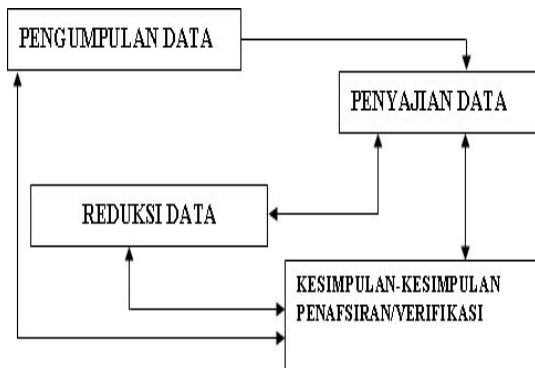 PENGUMPULAN DATA
PENYAJIAN DATA
REDUKSI DATA
KESIMPULAN-KESIMPULAN
PENAFSIRAN/VERIFIKASI